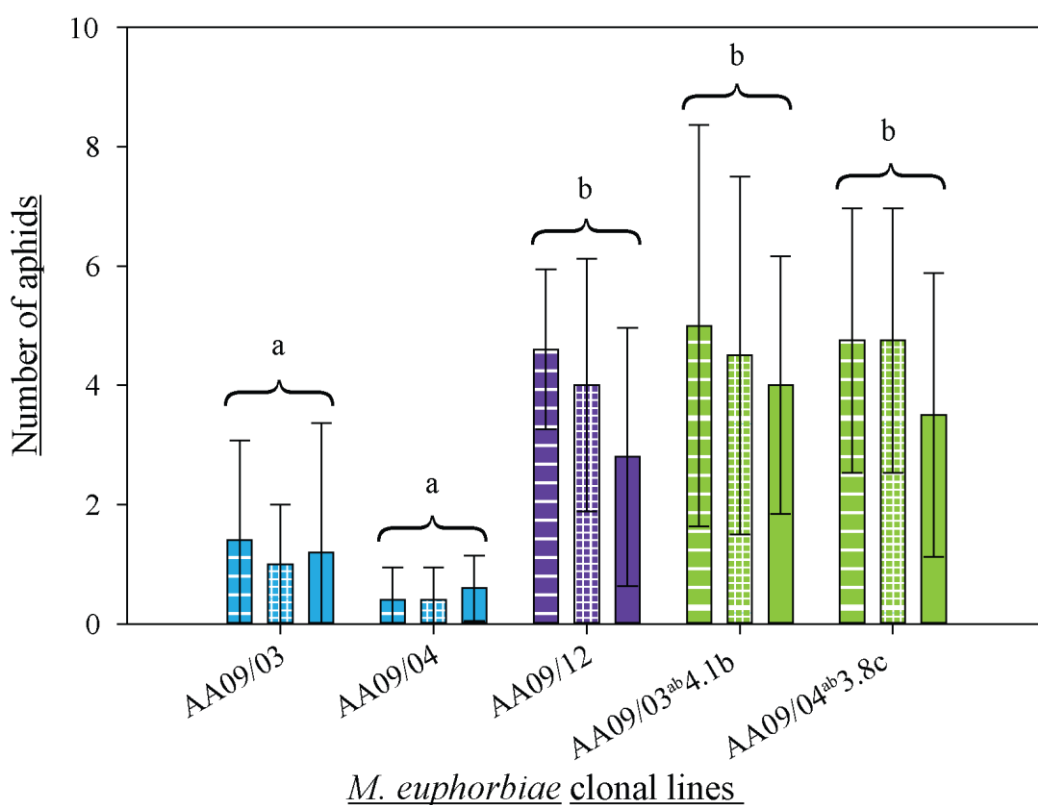 Number of aphids
10
8
6
4
2
0
a
a
b
b
b
AA09/03
AA09/04
AA09/12
AA09/03ᵃᵇ4.1b
AA09/04ᵃᵇ3.8c
M. euphorbiae clonal lines